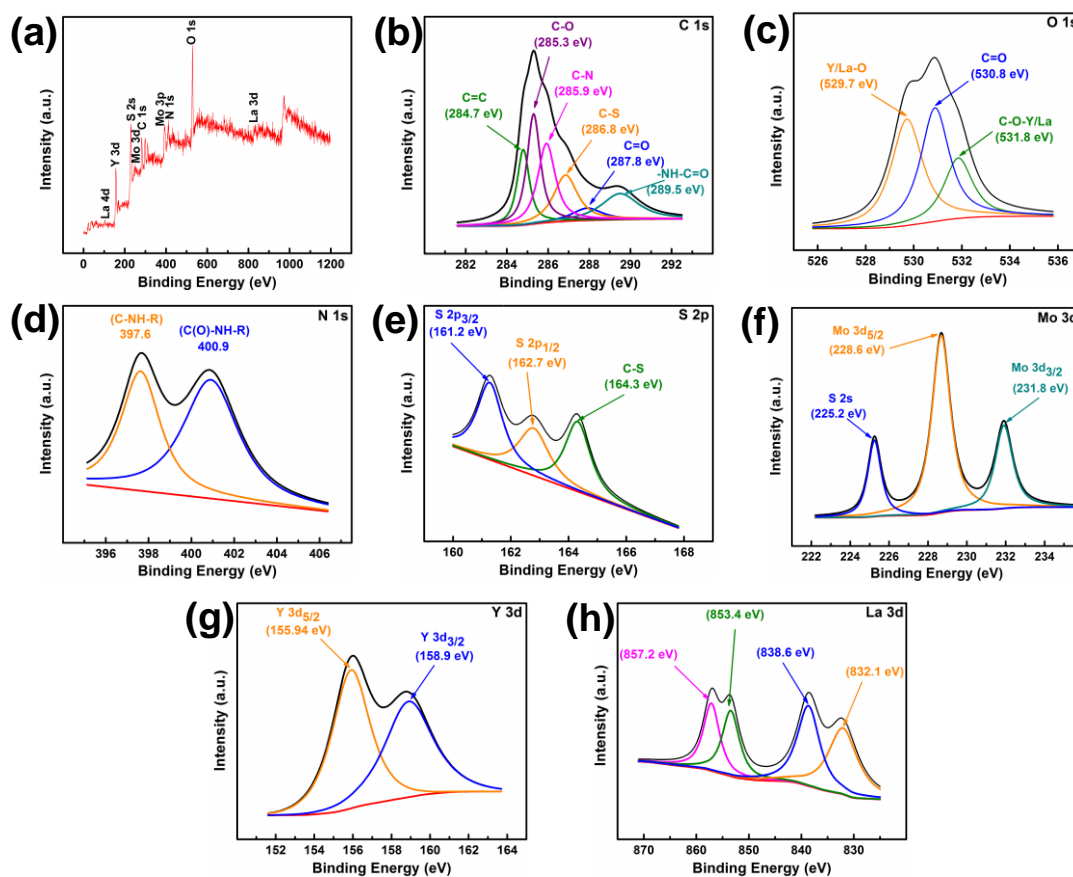 (a)
Intensity (a.u.)
La 4d
Y 3d
S 2s
Mo 3d
C 1s
Mo 3p
N 1s
O 1s
La 3d
0 200 400 600 800 1000 1200
Binding Energy (eV)
(b)
C 1s
Intensity (a.u.)
C-O
(285.3 eV)
C-N
(285.9 eV)
C=C
(284.7 eV)
C-S
(286.8 eV)
C=O
(287.8 eV)
-NH-C=O
(289.5 eV)
282 284 286 288 290 292
Binding Energy (eV)
(c)
O 1s
Intensity (a.u.)
Y/La-O
(529.7 eV)
C=O
(530.8 eV)
C-O-Y/La
(531.8 eV)
526 528 530 532 534 536
Binding Energy (eV)
(d)
N 1s
Intensity (a.u.)
(C-NH-R)
397.6
(C(O)-NH-R)
400.9
396 398 400 402 404 406
Binding Energy (eV)
(e)
S 2p
Intensity (a.u.)
S 2p3/2
(161.2 eV)
S 2p1/2
(162.7 eV)
C-S
(164.3 eV)
160 162 164 166 168
Binding Energy (eV)
(f)
Mo 3d
Intensity (a.u.)
Mo 3d5/2
(228.6 eV)
Mo 3d3/2
(231.8 eV)
S 2s
(225.2 eV)
222 224 226 228 230 232 234
Binding Energy (eV)
(g)
Y 3d
Intensity (a.u.)
Y 3d5/2
(155.94 eV)
Y 3d3/2
(158.9 eV)
152 154 156 158 160 162 164
Binding Energy (eV)
(h)
La 3d
Intensity (a.u.)
(853.4 eV)
(857.2 eV)
(838.6 eV)
(832.1 eV)
870 860 850 840 830
Binding Energy (eV)